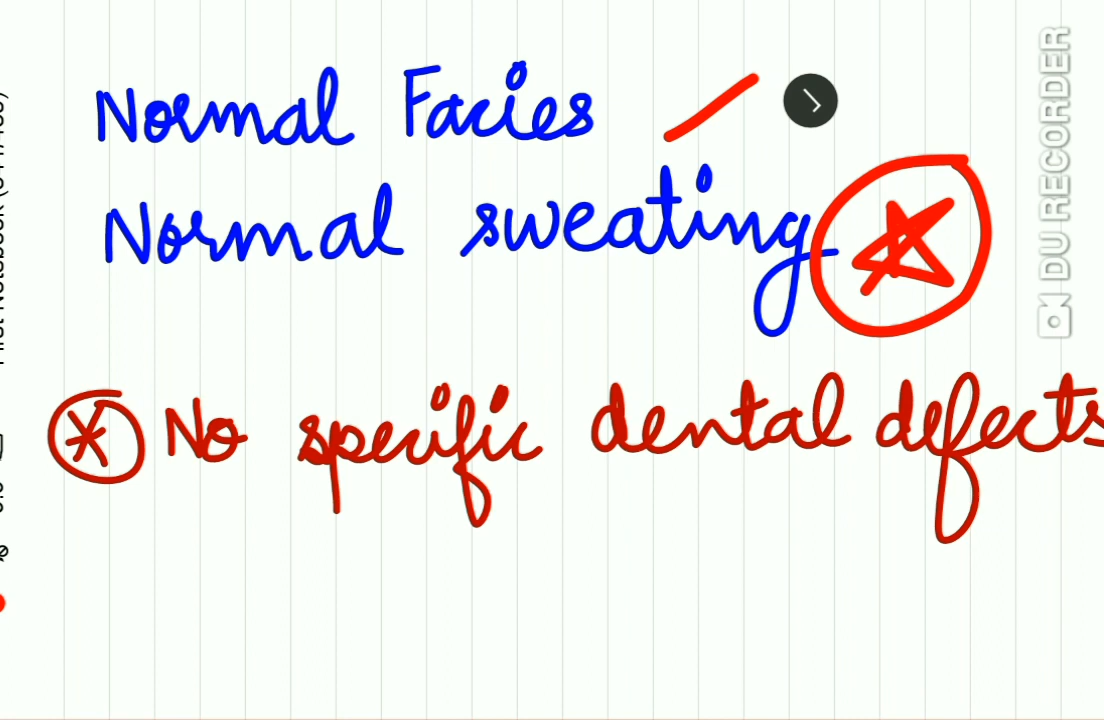 Normal Facies
Normal sweating
No specific dental defects
DU RECORDER